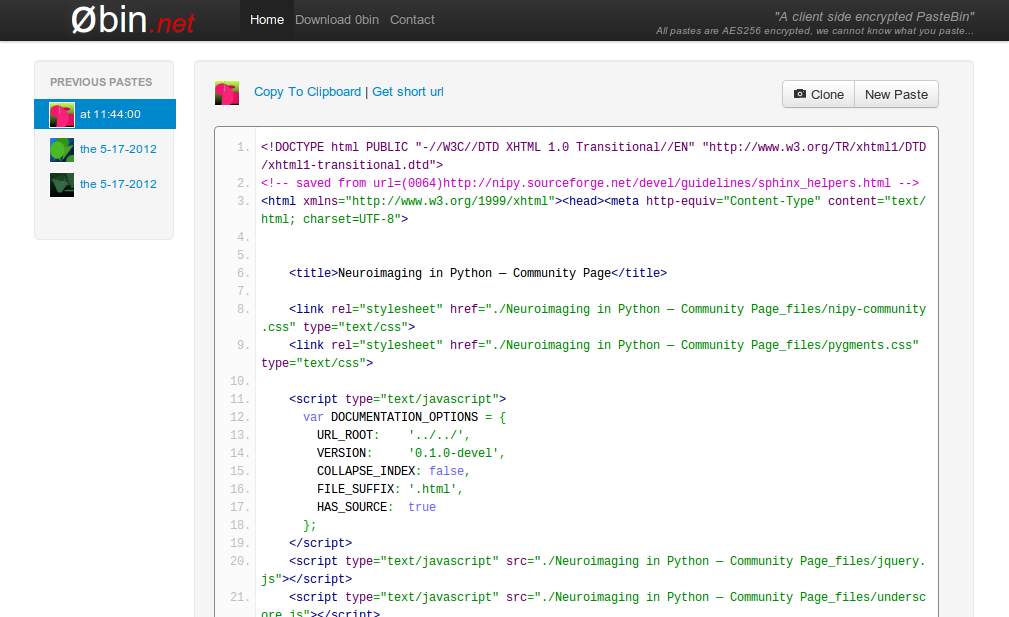 Øbin.net
Home Download 0bin Contact
"A client side encrypted PasteBin"
All pastes are AES256 encrypted, we cannot know what you paste...
PREVIOUS PASTES
at 11:44:00
the 5-17-2012
the 5-17-2012
Copy To Clipboard | Get short url
Clone New Paste
1. <!DOCTYPE html PUBLIC "-//W3C//DTD XHTML 1.0 Transitional//EN" "http://www.w3.org/TR/xhtml1/DTD
/xhtml1-transitional.dtd">
2. <!-- saved from url=(0064)http://nipy.sourceforge.net/devel/guidelines/sphinx_helpers.html -->
3. <html xmlns="http://www.w3.org/1999/xhtml"><head><meta http-equiv="Content-Type" content="text/
html; charset=UTF-8">
4.
5.
6. <title>Neuroimaging in Python — Community Page</title>
7.
8. <link rel="stylesheet" href="./Neuroimaging in Python — Community Page_files/nipy-community
.css" type="text/css">
9. <link rel="stylesheet" href="./Neuroimaging in Python — Community Page_files/pygments.css"
type="text/css">
10.
11. <script type="text/javascript">
12. var DOCUMENTATION_OPTIONS = {
13. URL_ROOT: '../../',
14. VERSION: '0.1.0-devel',
15. COLLAPSE_INDEX: false,
16. FILE_SUFFIX: '.html',
17. HAS_SOURCE: true
18. };
19. </script>
20. <script type="text/javascript" src="./Neuroimaging in Python — Community Page_files/jquery.
js"></script>
21. <script type="text/javascript" src="./Neuroimaging in Python — Community Page_files/undersc
ore.js"></script>